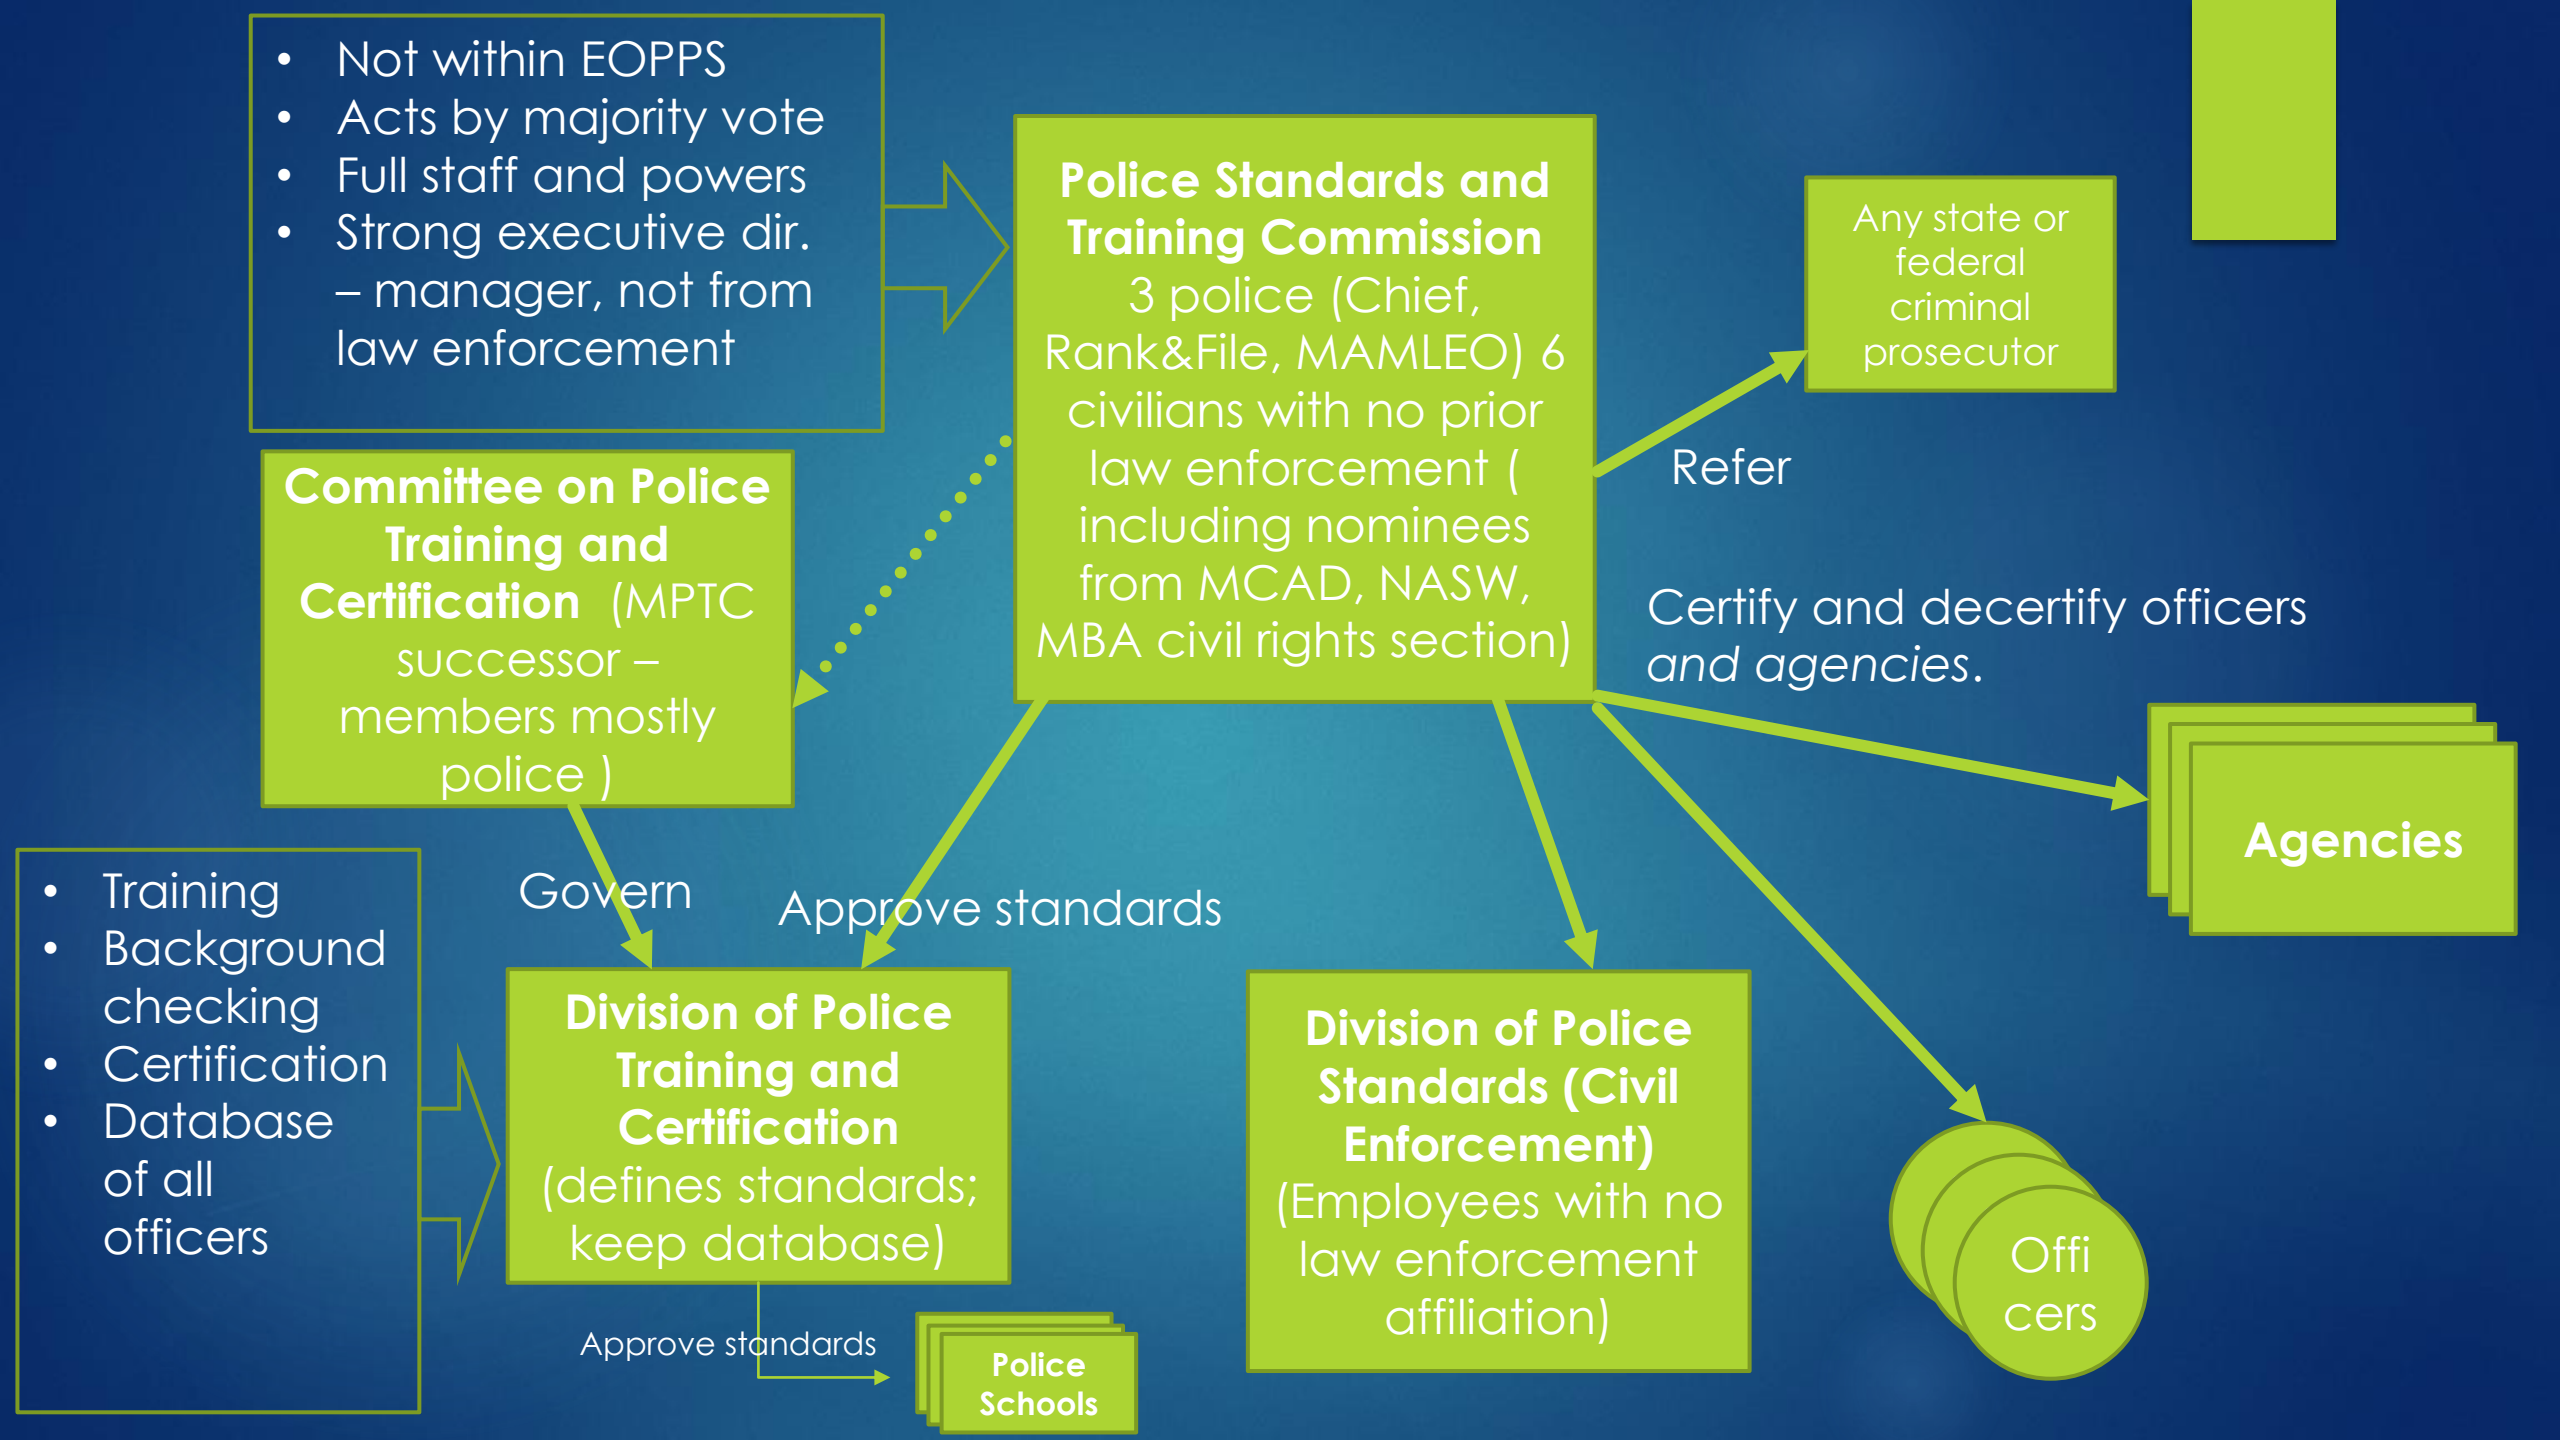 • Not within EOPPS
• Acts by majority vote
• Full staff and powers
• Strong executive dir.
– manager, not from
law enforcement
Police Standards and
Training Commission
3 police (Chief,
Rank&File, MAMLEO) 6
civilians with no prior
law enforcement (
including nominees
from MCAD, NASW,
MBA civil rights section)
Any state or
federal
criminal
prosecutor
Refer
Committee on Police
Training and
Certification (MPTC
successor –
members mostly
police )
Certify and decertify officers
and agencies.
Agencies
• Training
• Background
checking
• Certification
• Database
of all
officers
Govern
Approve standards
Division of Police
Training and
Certification
(defines standards;
keep database)
Division of Police
Standards (Civil
Enforcement)
(Employees with no
law enforcement
affiliation)
Offi
cers
Approve standards
Police
Schools